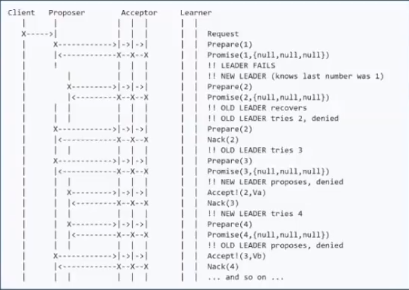 Client Proposer Acceptor Learner
| | | | | | |
X----->| | | | | | Request
X------------>|->|->| | | Prepare(1)
|<------------X--X--X | | Promise(1,{null,null,null})
! | | | | | !! LEADER FAILS
| | | | | | !! NEW LEADER (knows last number was 1)
X--------->|->|->| | | Prepare(2)
|<---------X--X--X | | Promise(2,{null,null,null})
| | | | | | | !! OLD LEADER recovers
| | | | | | | !! OLD LEADER tries 2, denied
X------------>|->|->| | | Prepare(2)
|<------------X--X--X | | Nack(2)
| | | | | | | !! OLD LEADER tries 3
X------------>|->|->| | | Prepare(3)
|<------------X--X--X | | Promise(3,{null,null,null})
| | | | | | | !! NEW LEADER proposes, denied
| X--------->|->|->| | | Accept!(2,Va)
| |<---------X--X--X | | Nack(3)
| | | | | | | !! NEW LEADER tries 4
| X--------->|->|->| | | Prepare(4)
| |<---------X--X--X | | Promise(4,{null,null,null})
| | | | | | | !! OLD LEADER proposes, denied
X------------>|->|->| | | Accept!(3,Vb)
|<------------X--X--X | | Nack(4)
| | | | | | | ... and so on ...